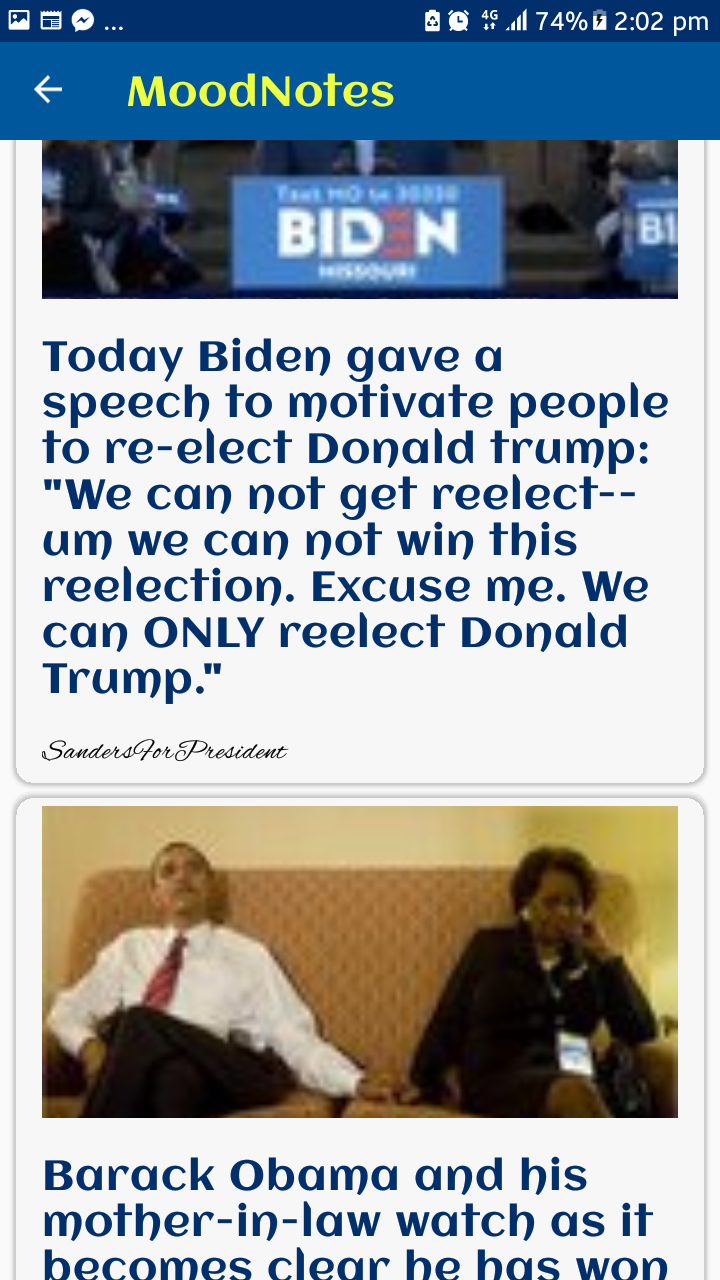 ... 4G 74% 2:02 pm
MoodNotes
Text MO to 30330
BIDEN BI
MISSOURI
Today Biden gave a
speech to motivate people
to re-elect Donald trump:
"We can not get reelect--
um we can not win this
reelection. Excuse me. We
can ONLY reelect Donald
Trump."
SandersForPresident
Barack Obama and his
mother-in-law watch as it
becomes clear he has won